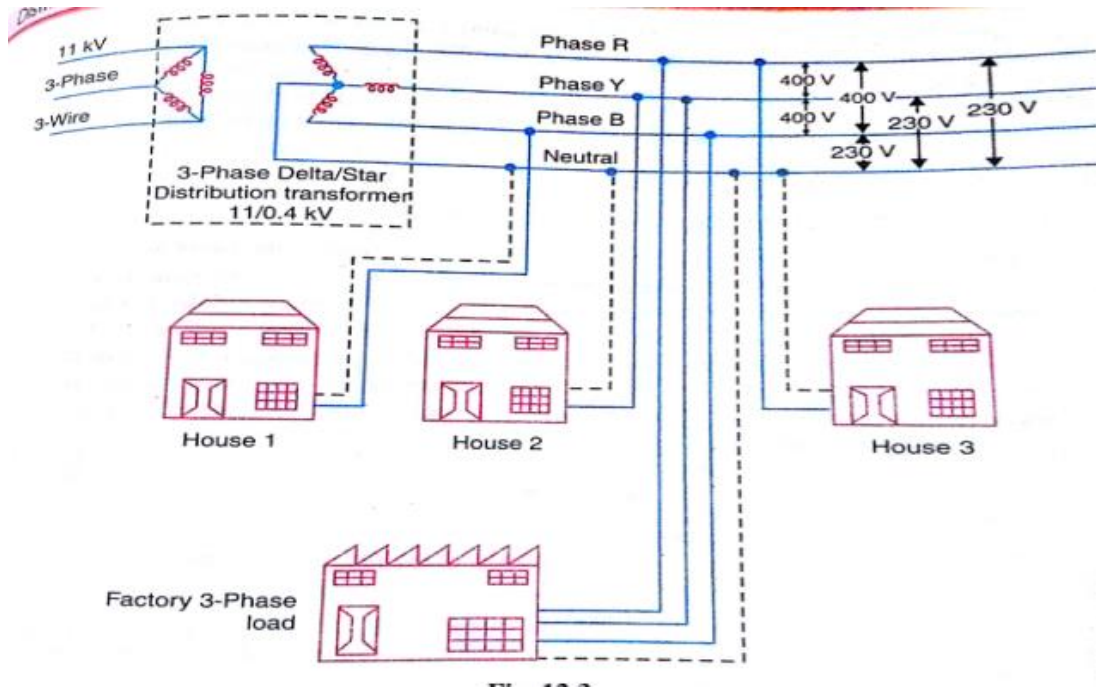 11 kV
3-Phase
3-Wire
3-Phase Delta/Star
Distribution transformer
11/0.4 kV
Phase R
Phase Y
Phase B
Neutral
400 V
400 V
400 V
230 V
230 V
230 V
House 1
House 2
House 3
Factory 3-Phase
load